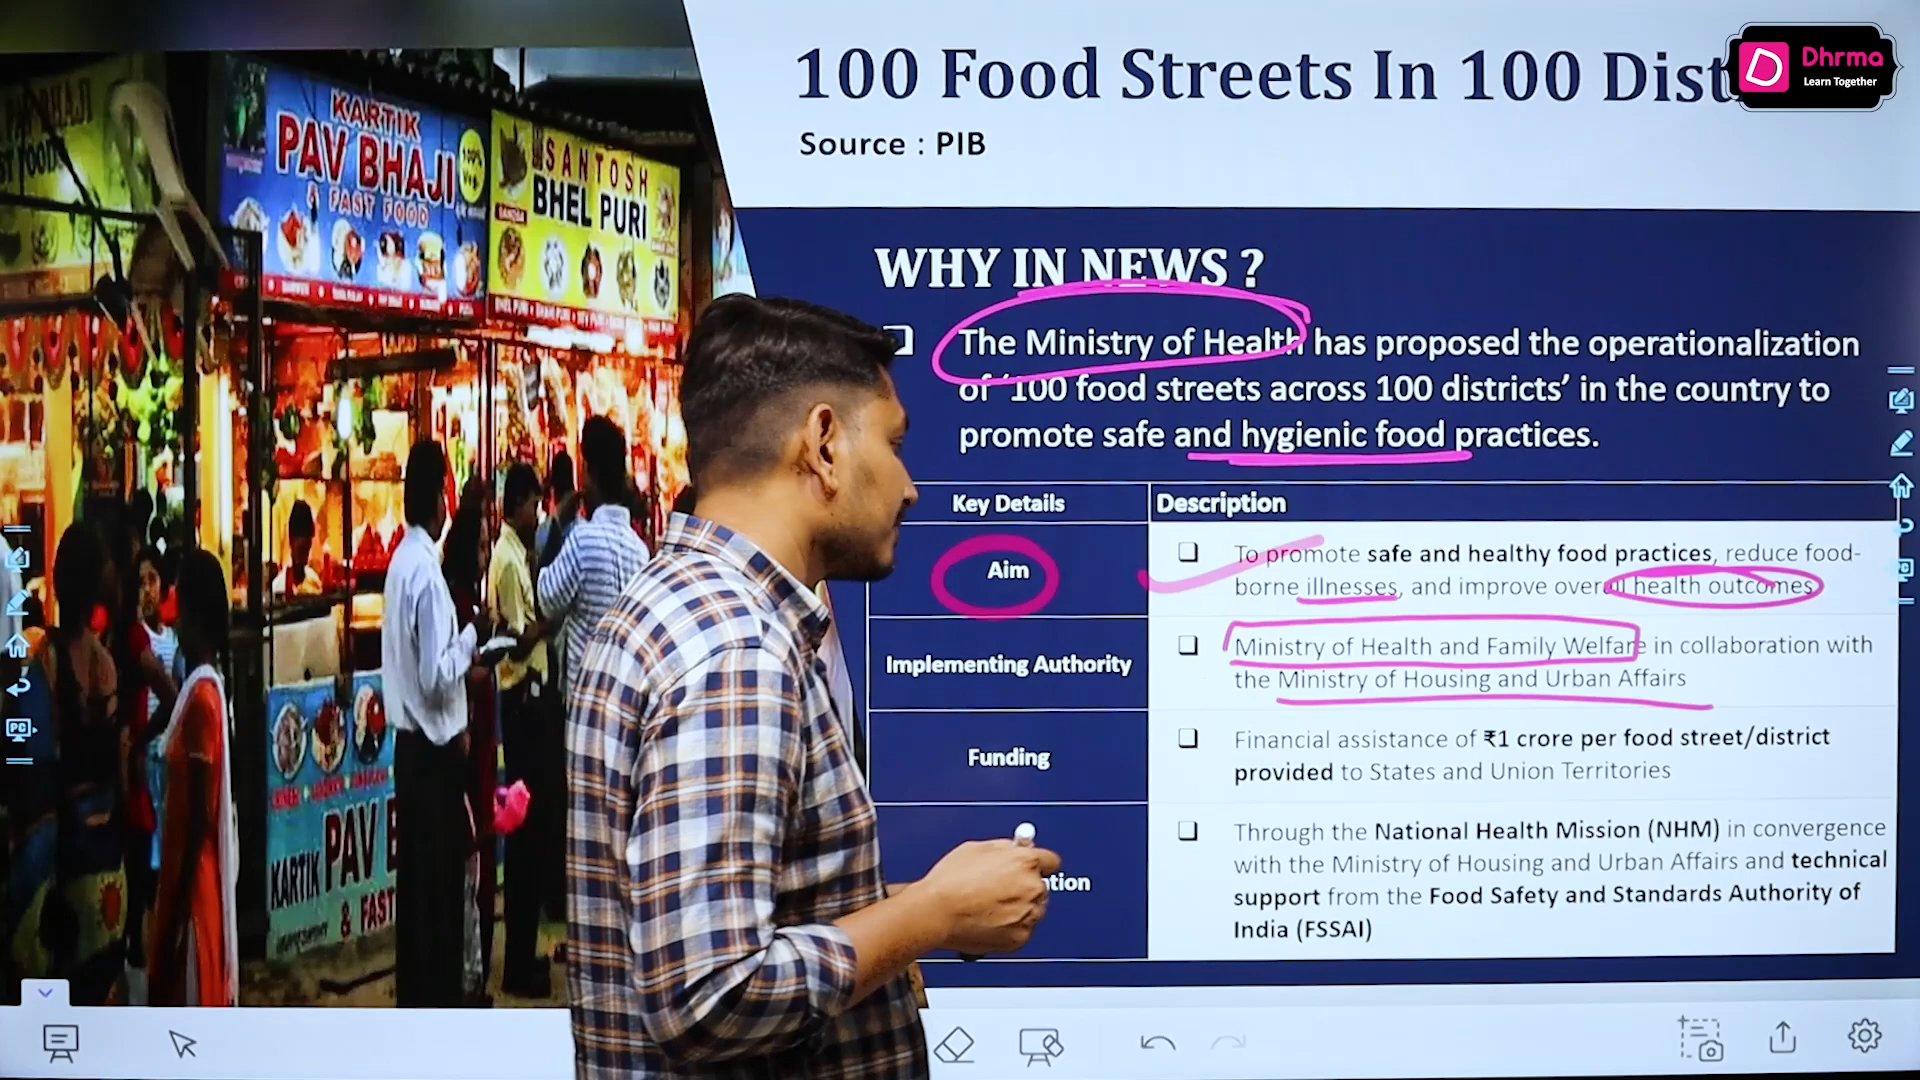 100 Food Streets In 100 Dist
Dhrma
Learn Together
Source : PIB
KARTIK
PAV BHAJI
& FAST FOOD
100%
SANTOSH
BHEL PURI
WHY IN NEWS ?
The Ministry of Health has proposed the operationalization
of ‘100 food streets across 100 districts’ in the country to
promote safe and hygienic food practices.
Key Details
Description
Aim
To promote safe and healthy food practices, reduce food-
borne illnesses, and improve overall health outcomes
Implementing Authority
Ministry of Health and Family Welfare in collaboration with
the Ministry of Housing and Urban Affairs
Funding
Financial assistance of ₹1 crore per food street/district
provided to States and Union Territories
tion
Through the National Health Mission (NHM) in convergence
with the Ministry of Housing and Urban Affairs and technical
support from the Food Safety and Standards Authority of
India (FSSAI)
KARTIK PAV B
& FAST
PC